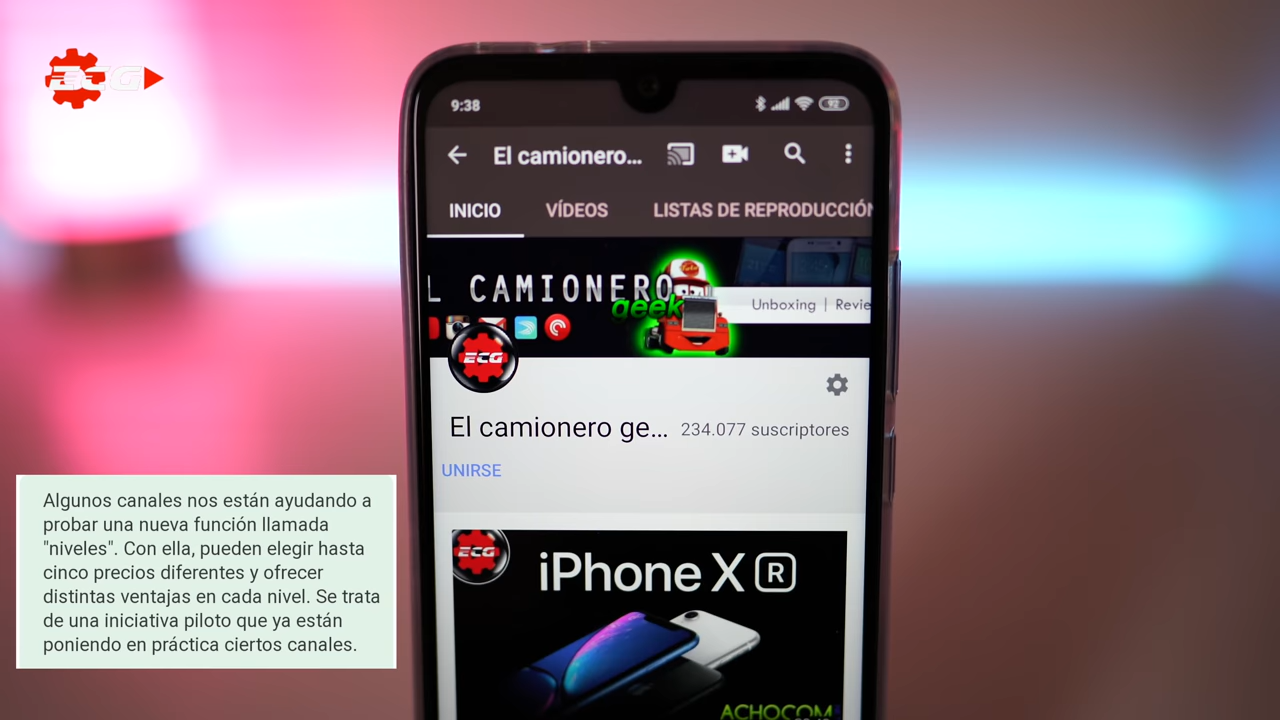 ECG
9:38
92
El camionero...
INICIO
VÍDEOS
LISTAS DE REPRODUCCIÓN
L CAMIONERO
geek
Unboxing | Revie
ECG
El camionero ge...
234.077 suscriptores
UNIRSE
Algunos canales nos están ayudando a
probar una nueva función llamada
"niveles". Con ella, pueden elegir hasta
cinco precios diferentes y ofrecer
distintas ventajas en cada nivel. Se trata
de una iniciativa piloto que ya están
poniendo en práctica ciertos canales.
ECG
iPhone X R
ACHOCOM